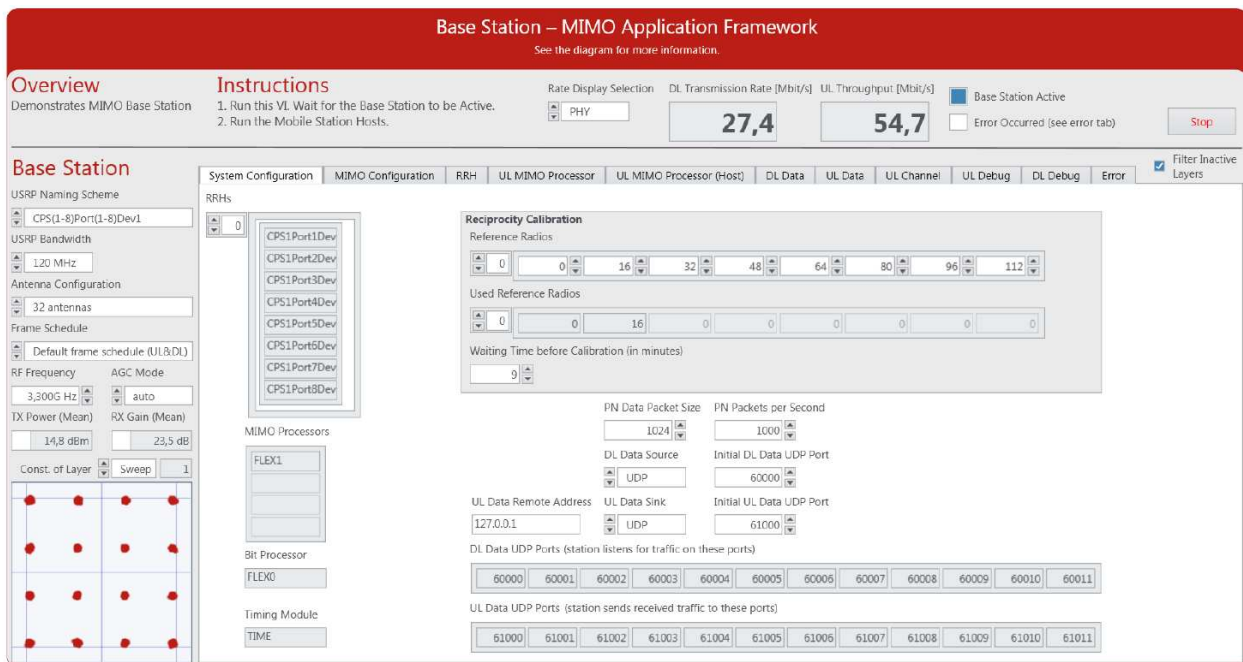 Base Station – MIMO Application Framework
See the diagram for more information.
Overview
Demonstrates MIMO Base Station
Instructions
1. Run this VI. Wait for the Base Station to be Active.
2. Run the Mobile Station Hosts.
Rate Display Selection
PHY
DL Transmission Rate [Mbit/s]
27,4
UL Throughput [Mbit/s]
54,7
Base Station Active
Error Occurred (see error tab)
Stop
Base Station
USRP Naming Scheme
CPS(1-8)Port(1-8)Dev1
USRP Bandwidth
120 MHz
Antenna Configuration
32 antennas
Frame Schedule
Default frame schedule (UL&DL)
RF Frequency AGC Mode
3,300G Hz auto
TX Power (Mean) RX Gain (Mean)
14,8 dBm 23,5 dB
Const. of Layer Sweep 1
System Configuration MIMO Configuration RRH UL MIMO Processor UL MIMO Processor (Host) DL Data UL Data UL Channel UL Debug DL Debug Error
Filter Inactive
Layers
RRHs
0
CPS1Port1Dev
CPS1Port2Dev
CPS1Port3Dev
CPS1Port4Dev
CPS1Port5Dev
CPS1Port6Dev
CPS1Port7Dev
CPS1Port8Dev
MIMO Processors
FLEX1
Bit Processor
FLEX0
Timing Module
TIME
Reciprocity Calibration
Reference Radios
0 0 16 32 48 64 80 96 112
Used Reference Radios
0 0 16 0 0 0 0 0 0
Waiting Time before Calibration (in minutes)
9
PN Data Packet Size PN Packets per Second
1024 1000
DL Data Source Initial DL Data UDP Port
UDP 60000
UL Data Remote Address UL Data Sink Initial UL Data UDP Port
127.0.0.1 UDP 61000
DL Data UDP Ports (station listens for traffic on these ports)
60000 60001 60002 60003 60004 60005 60006 60007 60008 60009 60010 60011
UL Data UDP Ports (station sends received traffic to these ports)
61000 61001 61002 61003 61004 61005 61006 61007 61008 61009 61010 61011